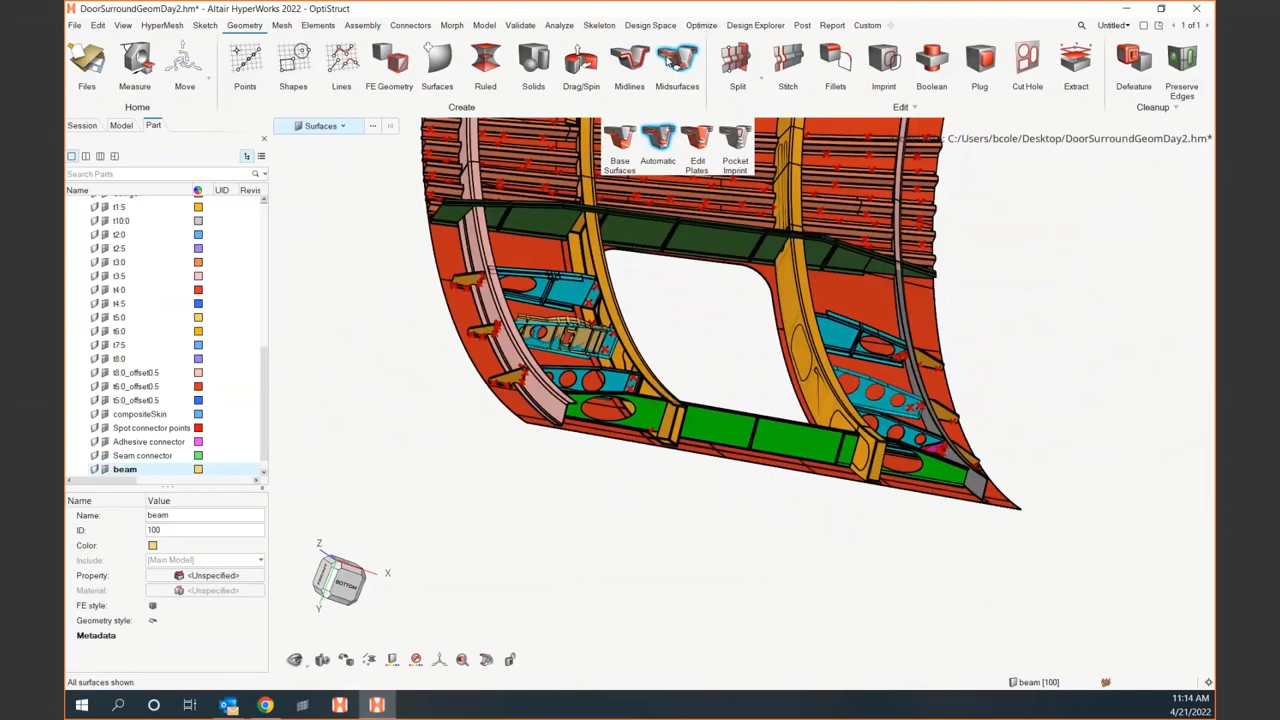 DoorSurroundGeomDay2.hm* - Altair HyperWorks 2022 - OptiStruct
File Edit View HyperMesh Sketch Geometry Mesh Elements Assembly Connectors Morph Model Validate Analyze Skeleton Design Space Optimize Design Explorer Post Report Custom Untitled* 1 of 1
Files Measure Move Points Shapes Lines FE Geometry Surfaces Ruled Solids Drag/Spin Midlines Midsurfaces Split Stitch Fillets Imprint Boolean Plug Cut Hole Extract Defeature Preserve Edges
Home Create Edit Cleanup
Session Model Part
Surfaces
C:/Users/bcole/Desktop/DoorSurroundGeomDay2.hm*
Base Surfaces Automatic Edit Plates Pocket Imprint
Search Parts
Name UID Revis
t1.5
t10:0
t2:0
t2:5
t3:0
t3.5
t4:0
t4:5
t5:0
t6:0
t7:5
t8:0
t8:0_offset0.5
t6:0_offset0.5
t5:0_offset0.5
compositeSkin
Spot connector points
Adhesive connector
Seam connector
beam
Name Value
Name: beam
ID: 100
Color:
Include: [Main Model]
Property: <Unspecified>
Material: <Unspecified>
FE style:
Geometry style:
Metadata
Z
X
Y
BOTTOM
All surfaces shown.
beam [100]
11:14 AM
4/21/2022